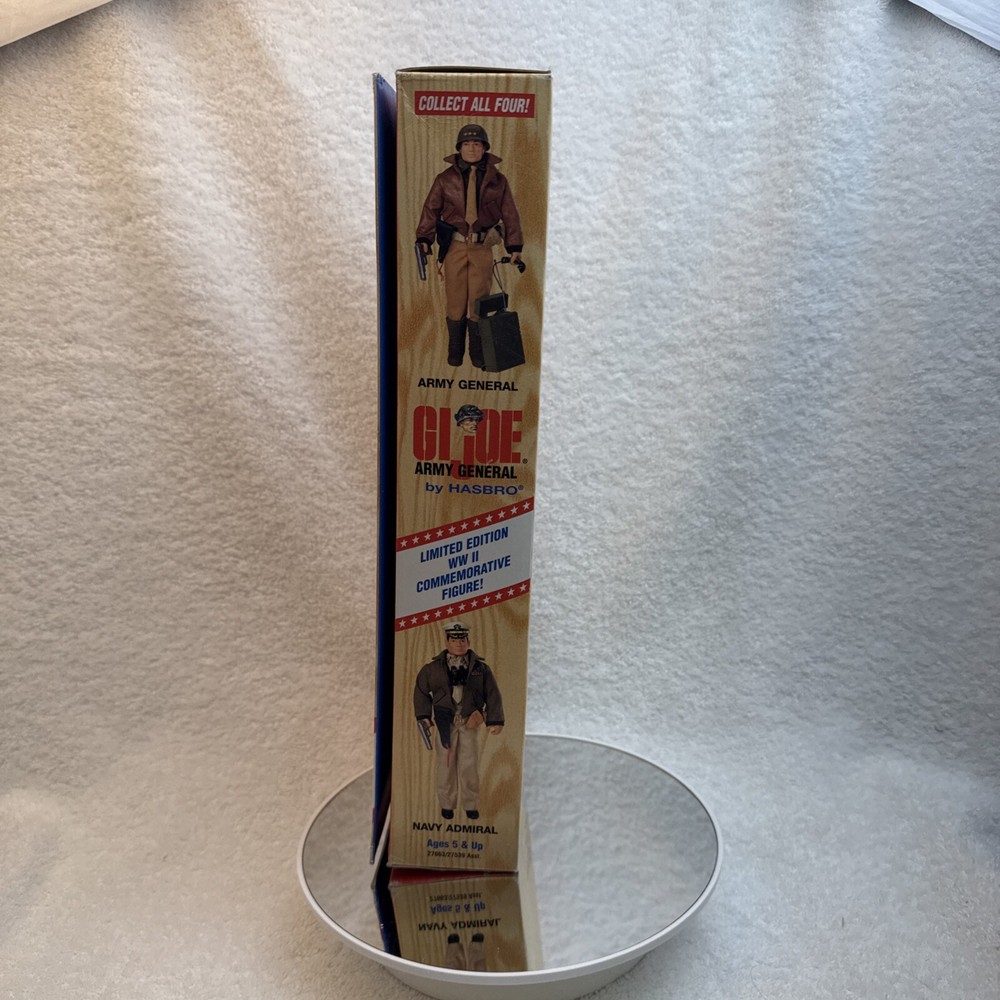 COLLECT ALL FOUR!
ARMY GENERAL
GI JOE®
ARMY GENERAL
by HASBRO®
LIMITED EDITION
WW II
COMMEMORATIVE
FIGURE!
NAVY ADMIRAL
Ages 5 & Up
Asst.